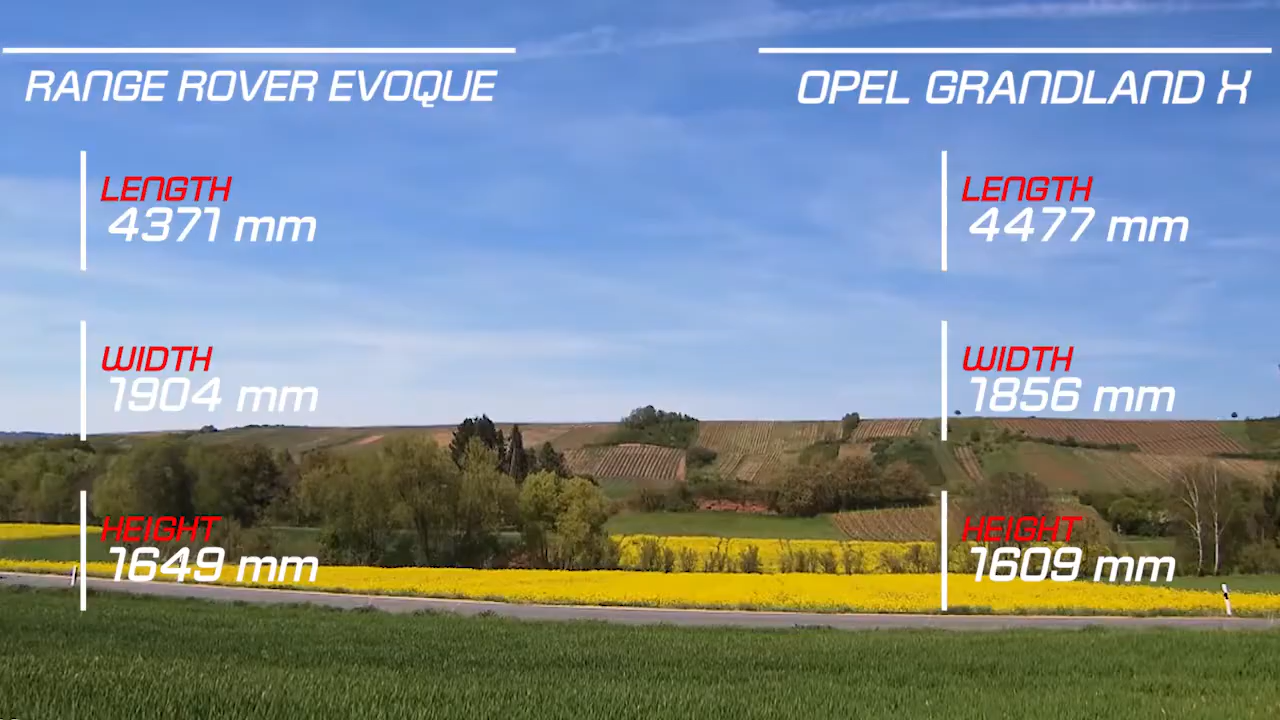 RANGE ROVER EVOQUE
LENGTH
4371 mm
WIDTH
1904 mm
HEIGHT
1649 mm
OPEL GRANDLAND X
LENGTH
4477 mm
WIDTH
1856 mm
HEIGHT
1609 mm